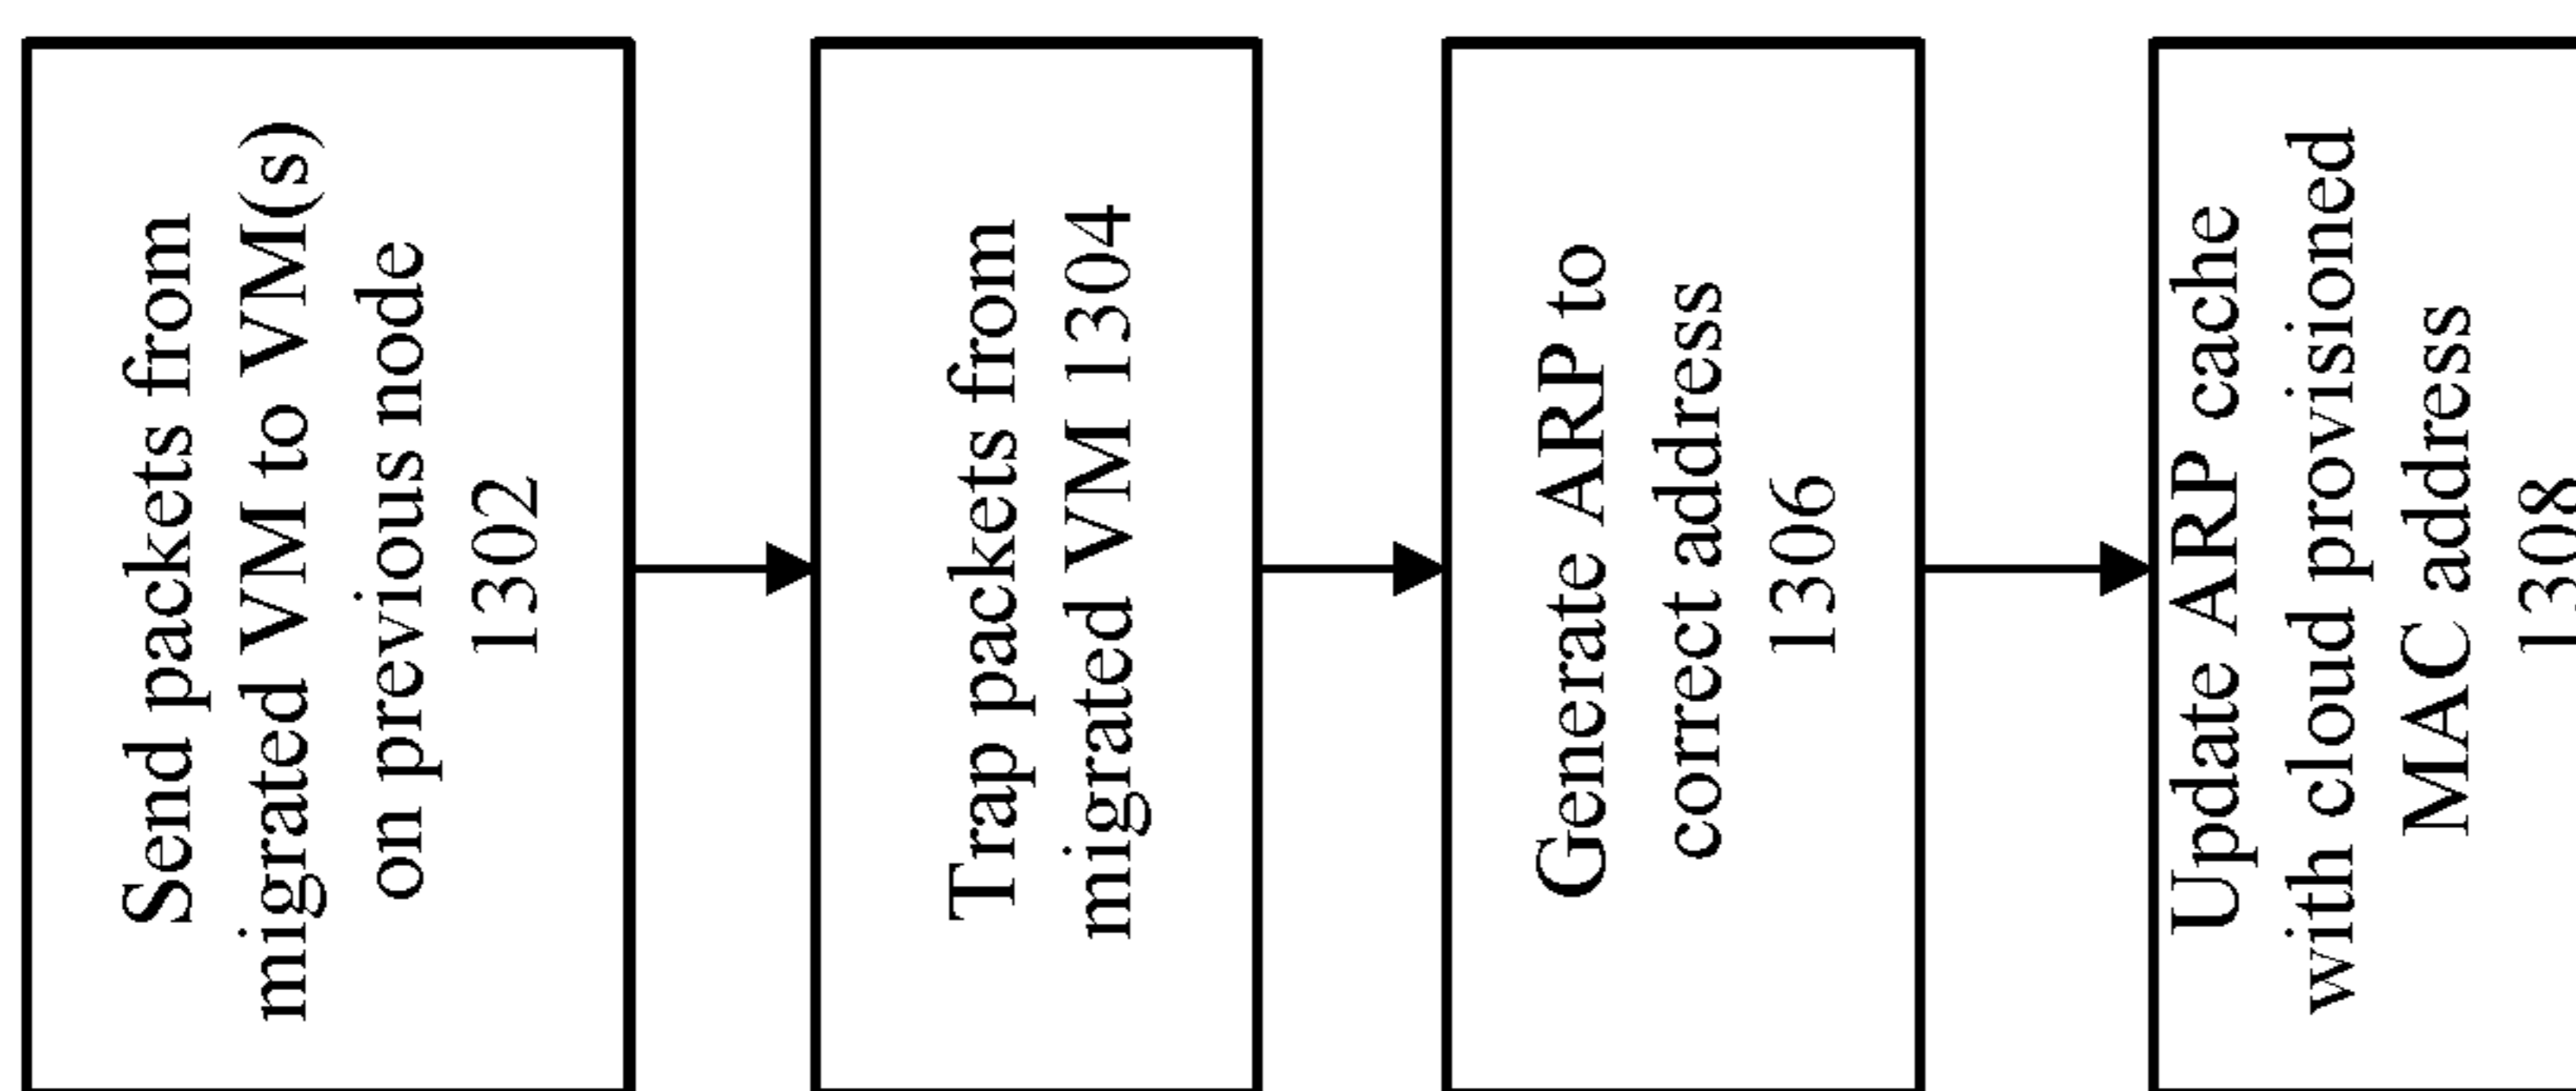 Send packets from
migrated VM to VM(s)
on previous node
1302
Trap packets from
migrated VM 1304
Generate ARP to
correct address
1306
Update ARP cache
with cloud provisioned
MAC address
1308